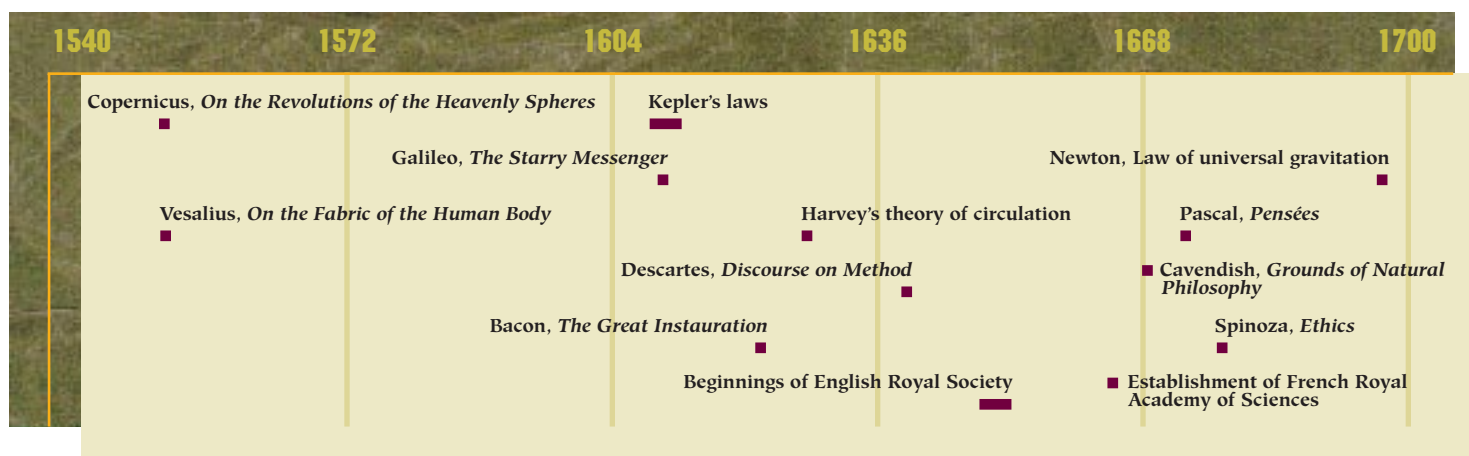 1540 1572 1604 1636 1668 1700
Copernicus, On the Revolutions of the Heavenly Spheres
Kepler's laws
Galileo, The Starry Messenger
Newton, Law of universal gravitation
Vesalius, On the Fabric of the Human Body
Harvey's theory of circulation
Pascal, Pensées
Descartes, Discourse on Method
Cavendish, Grounds of Natural
Philosophy
Bacon, The Great Instauration
Spinoza, Ethics
Beginnings of English Royal Society
Establishment of French Royal
Academy of Sciences